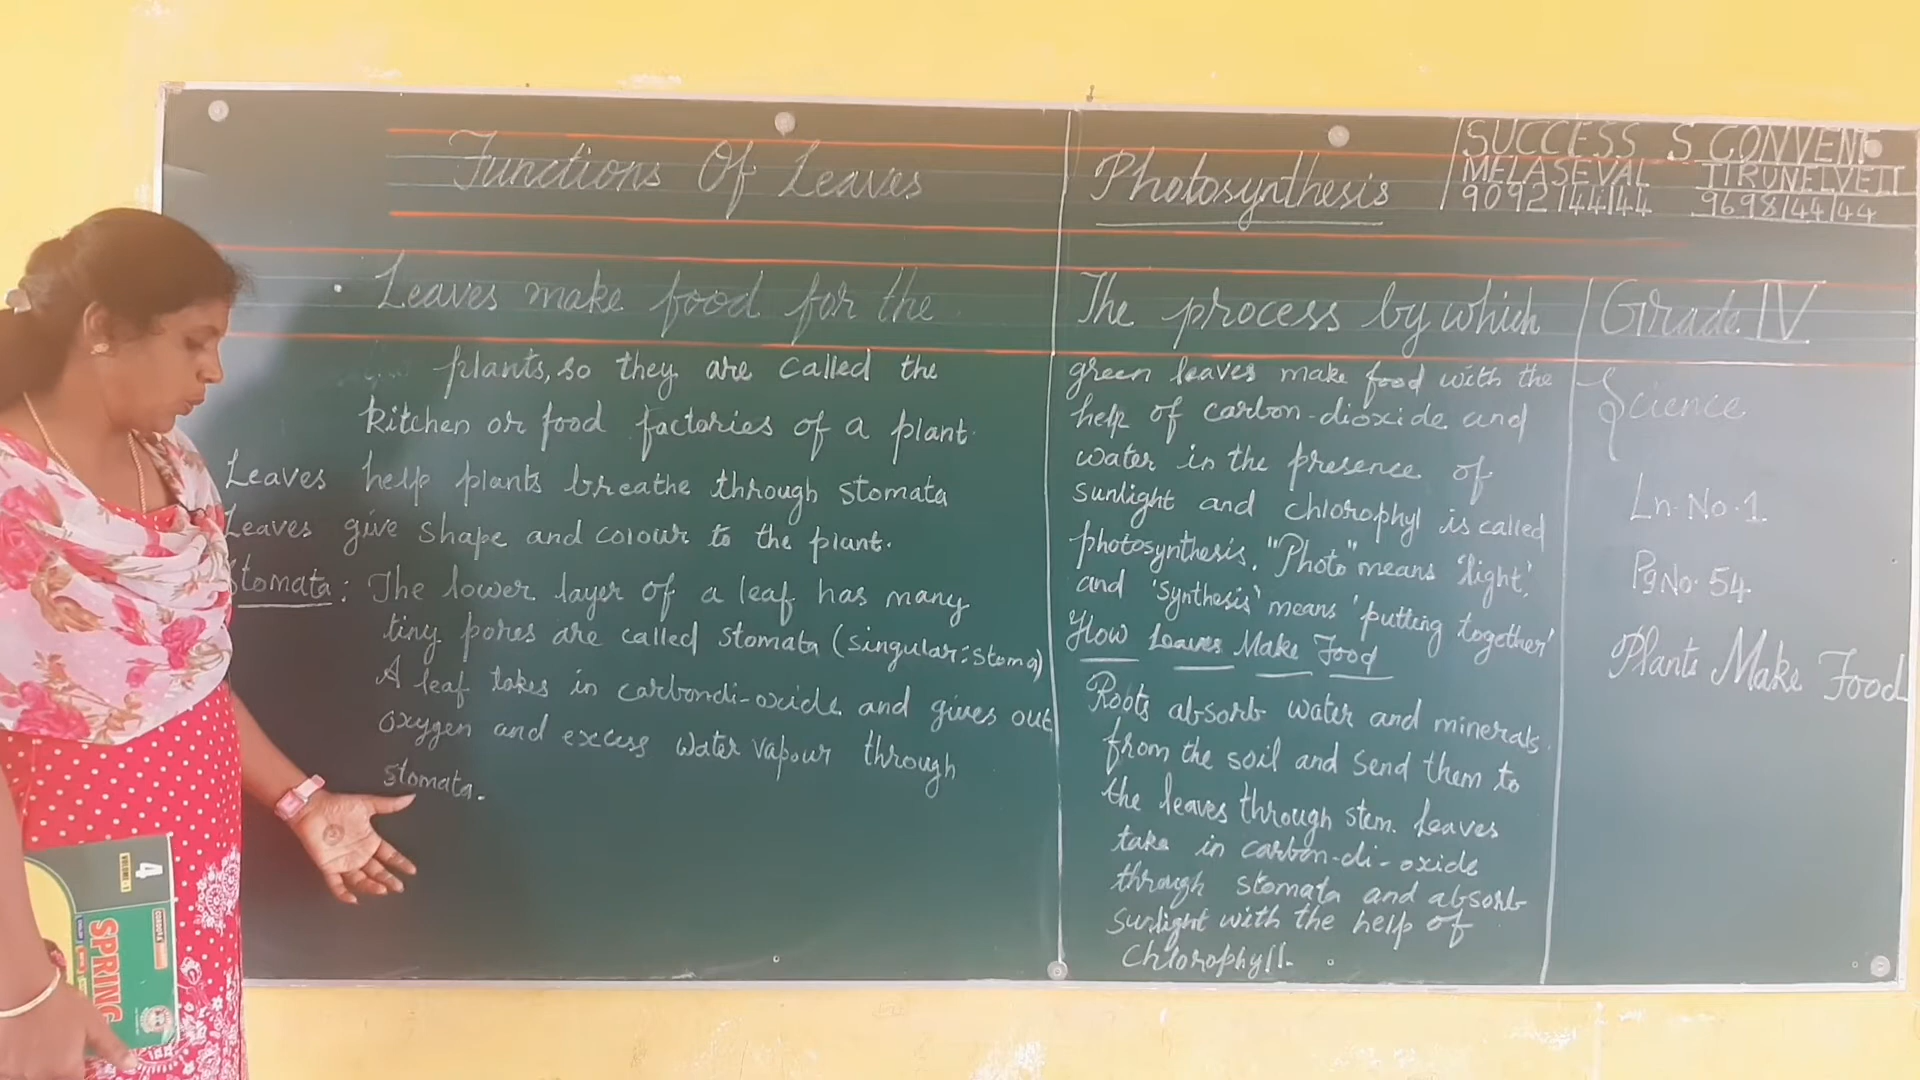 Functions Of Leaves
Leaves make food for the
plants, so they are called the
kitchen or food factories of a plant.
Leaves help plants breathe through stomata
Leaves give shape and colour to the plant.
Stomata: The lower layer of a leaf has many
tiny pores are called stomata (singular: stoma)
A leaf takes in carbondi-oxide and gives out
oxygen and excess water vapour through
stomata.
Photosynthesis
The process by which
green leaves make food with the
help of carbon-dioxide and
water in the presence of
sunlight and chlorophyl is called
photosynthesis. "Photo" means 'light'.
and 'synthesis' means 'putting together'
How Leaves Make Food
Roots absorb water and minerals.
from the soil and send them to
the leaves through stem. Leaves
take in carbon-di-oxide
through stomata and absorb
sunlight with the help of
Chlorophyll.
SUCCESS S CONVENT
MELASEVAL TIRUNELVELI
9092144144 9698144144
Grade IV
Science
Ln. No. 1
Pg No. 54
Plants Make Food
4
VOLUME-1
CORDOVA
SPRING